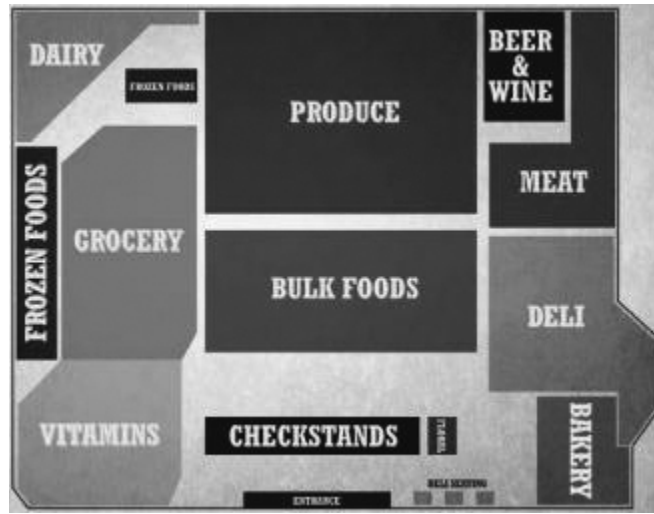 DAIRY
FROZEN FOODS
PRODUCE
BEER
&
WINE
MEAT
FROZEN FOODS
GROCERY
BULK FOODS
DELI
VITAMINS
CHECKSTANDS
BAKERY
DELI SEATING
ENTRANCE